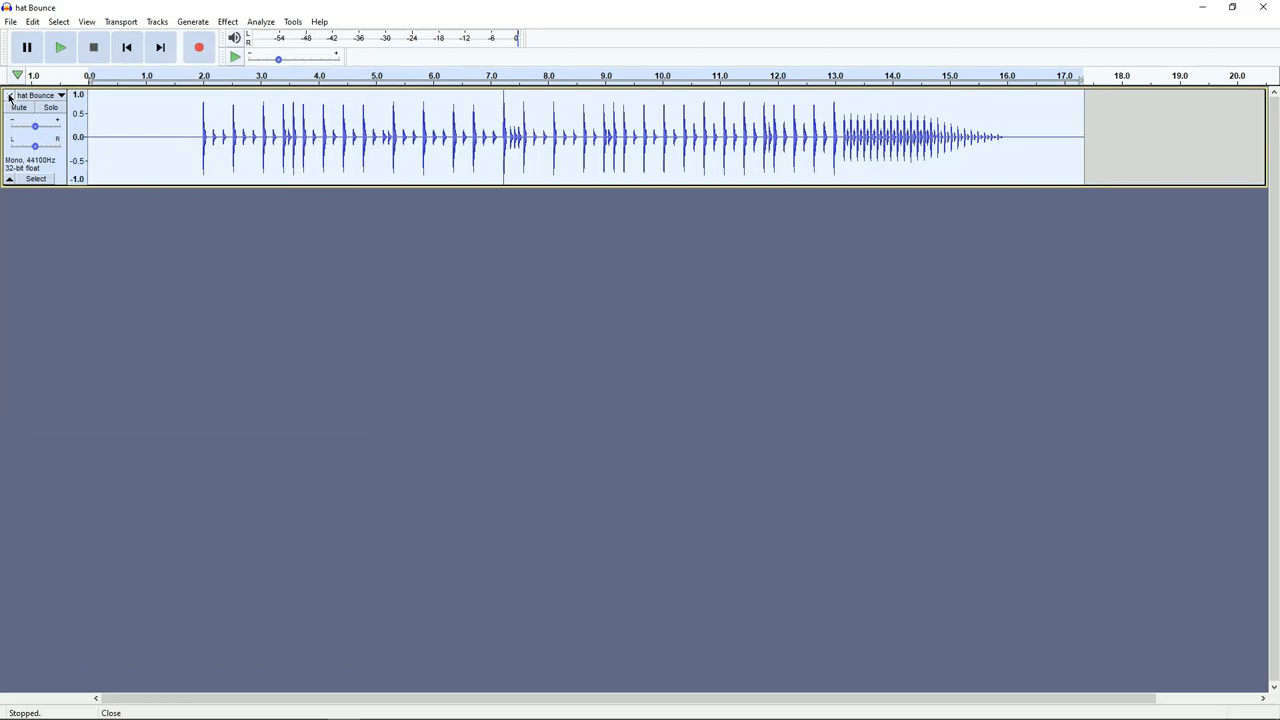 hat Bounce
File Edit Select View Transport Tracks Generate Effect Analyze Tools Help
L
R
-54 -48 -42 -36 -30 -24 -18 -12 -6 0
- +
1.0 0.0 1.0 2.0 3.0 4.0 5.0 6.0 7.0 8.0 9.0 10.0 11.0 12.0 13.0 14.0 15.0 16.0 17.0 18.0 19.0 20.0
hat Bounce
Mute Solo
- +
L R
Mono, 44100Hz
32-bit float
Select
1.0
0.5
0.0
-0.5
-1.0
Stopped. Close